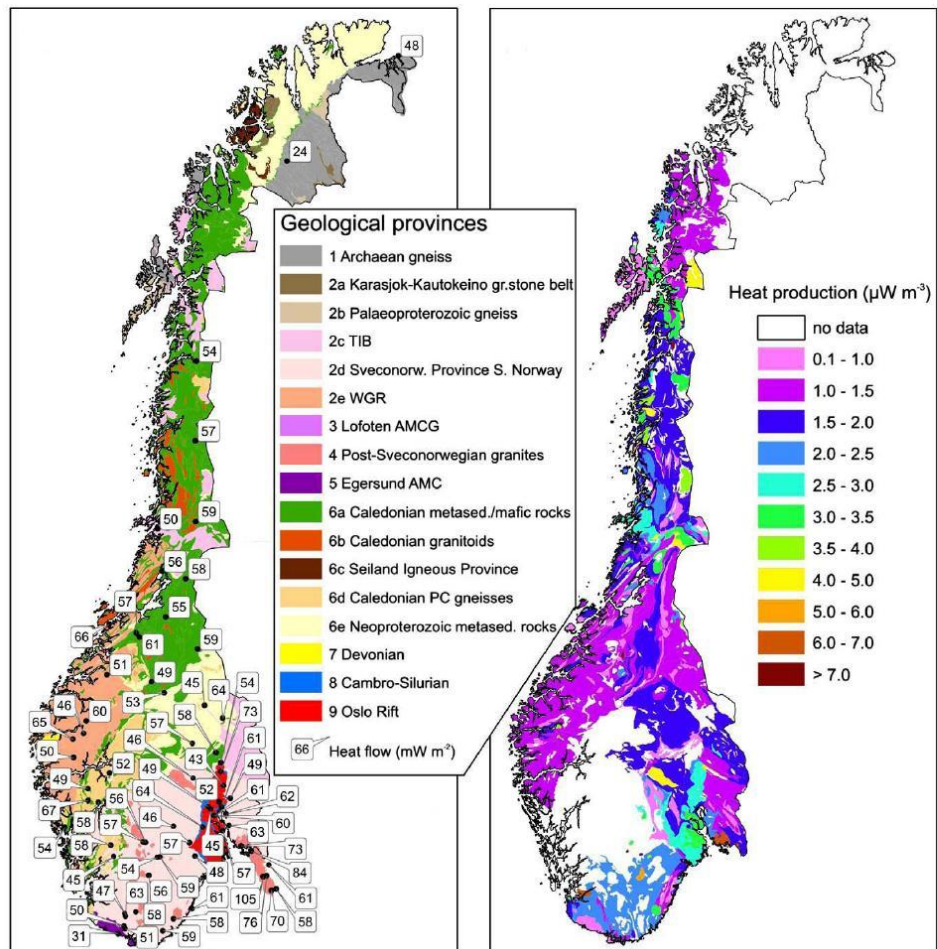 48
24
Geological provinces
1 Archaean gneiss
2a Karasjok-Kautokeino gr.stone belt
2b Palaeoproterozoic gneiss
2c TIB
2d Sveconorw. Province S. Norway
2e WGR
3 Lofoten AMCG
4 Post-Sveconorwegian granites
5 Egersund AMC
6a Caledonian metased./mafic rocks
6b Caledonian granitoids
6c Seiland Igneous Province
6d Caledonian PC gneisses
6e Neoproterozoic metased. rocks
7 Devonian
8 Cambro-Silurian
9 Oslo Rift
66 Heat flow (mW m⁻²)
54
57
50
59
56
58
57
55
66
61
59
51
49
45
54
53
64
46
57
58
73
65
60
46
43
61
50
52
49
52
49
49
64
61
67
56
62
58
57
46
60
54
58
57
45
63
73
45
54
48
57
84
47
63
56
59
105
61
50
58
61
76
70
58
31
51
59
58
Heat production (µW m⁻³)
no data
0.1 - 1.0
1.0 - 1.5
1.5 - 2.0
2.0 - 2.5
2.5 - 3.0
3.0 - 3.5
3.5 - 4.0
4.0 - 5.0
5.0 - 6.0
6.0 - 7.0
> 7.0